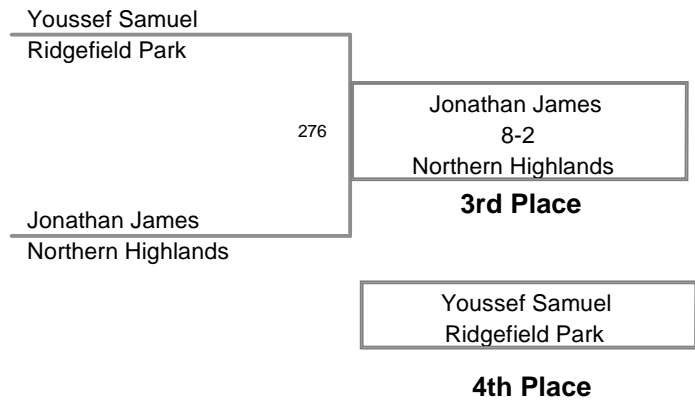 Youssef Samuel
Ridgefield Park
276
Jonathan James
8-2
Northern Highlands
3rd Place
Jonathan James
Northern Highlands
Youssef Samuel
Ridgefield Park
4th Place